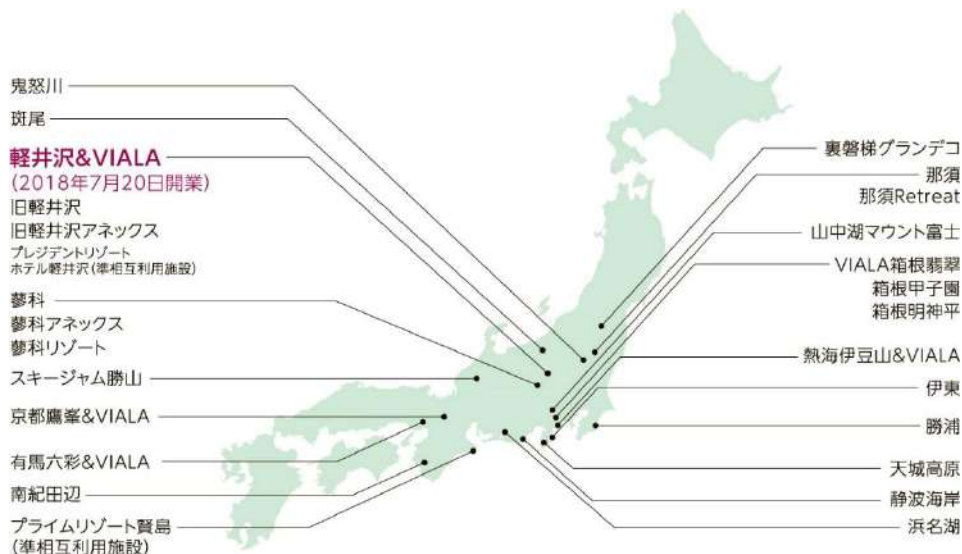 鬼怒川
斑尾
軽井沢&VIALA
(2018年7月20日開業)
旧軽井沢
旧軽井沢アネックス
プレジデントリゾート
ホテル軽井沢(準相互利用施設)
蓼科
蓼科アネックス
蓼科リゾート
スキージャム勝山
京都鷹峯&VIALA
有馬六彩&VIALA
南紀田辺
プライムリゾート賢島
(準相互利用施設)
裏磐梯グランデコ
那須
那須Retreat
山中湖マウント富士
VIALA箱根翡翠
箱根甲子園
箱根明神平
熱海伊豆山&VIALA
伊東
勝浦
天城高原
静波海岸
浜名湖